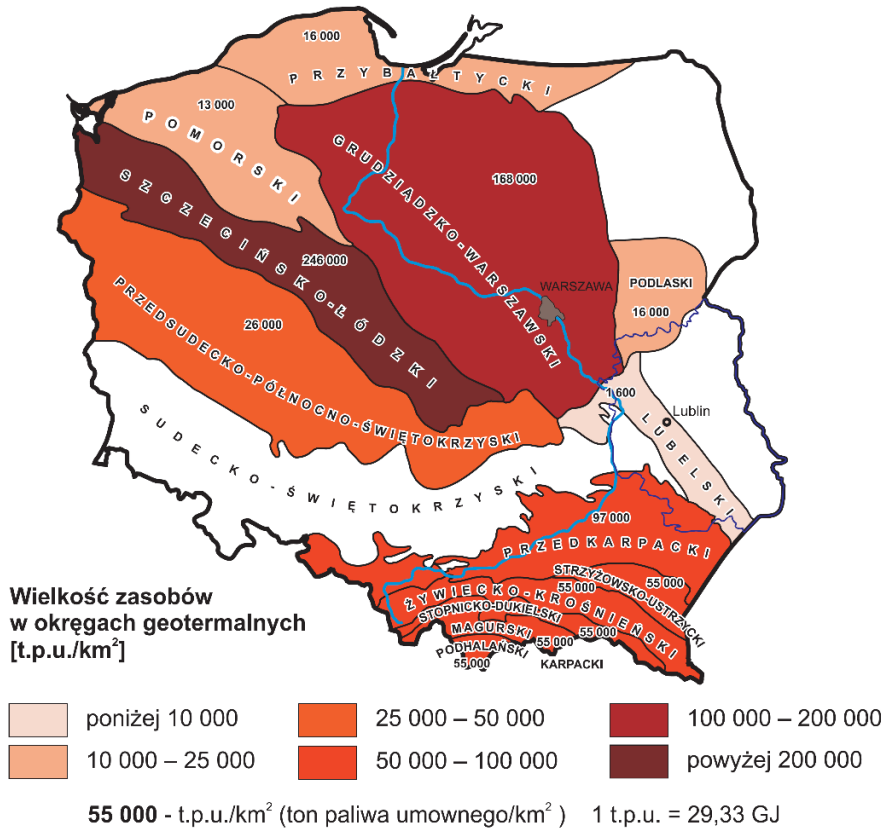 16 000
PRZYBAŁTYCKI
13 000
POMORSKI
GRUDZIĄDZKO-WARSZAWSKI
168 000
SZCZECIŃSKO-ŁÓDZKI
246 000
WARSZAWA
PODLASKI
16 000
PRZEDSUDECKO-PÓŁNOCNO-ŚWIĘTOKRZYSKI
26 000
1 600
LUBELSKI
Lublin
SUDECKO-ŚWIĘTOKRZYSKI
97 000
PRZEDKARPACKI
STRZYŻOWSKO-USTRZYCKI
55 000
55 000
ŻYWIECKO-KROŚNIEŃSKI
STOPNICKO-DUKIELSKI
55 000
MAGURSKI
55 000
PODHALAŃSKI
55 000
KARPACKI
Wielkość zasobów
w okręgach geotermalnych
[t.p.u./km²]
poniżej 10 000
25 000 – 50 000
100 000 – 200 000
10 000 – 25 000
50 000 – 100 000
powyżej 200 000
55 000 - t.p.u./km² (ton paliwa umownego/km² ) 1 t.p.u. = 29,33 GJ